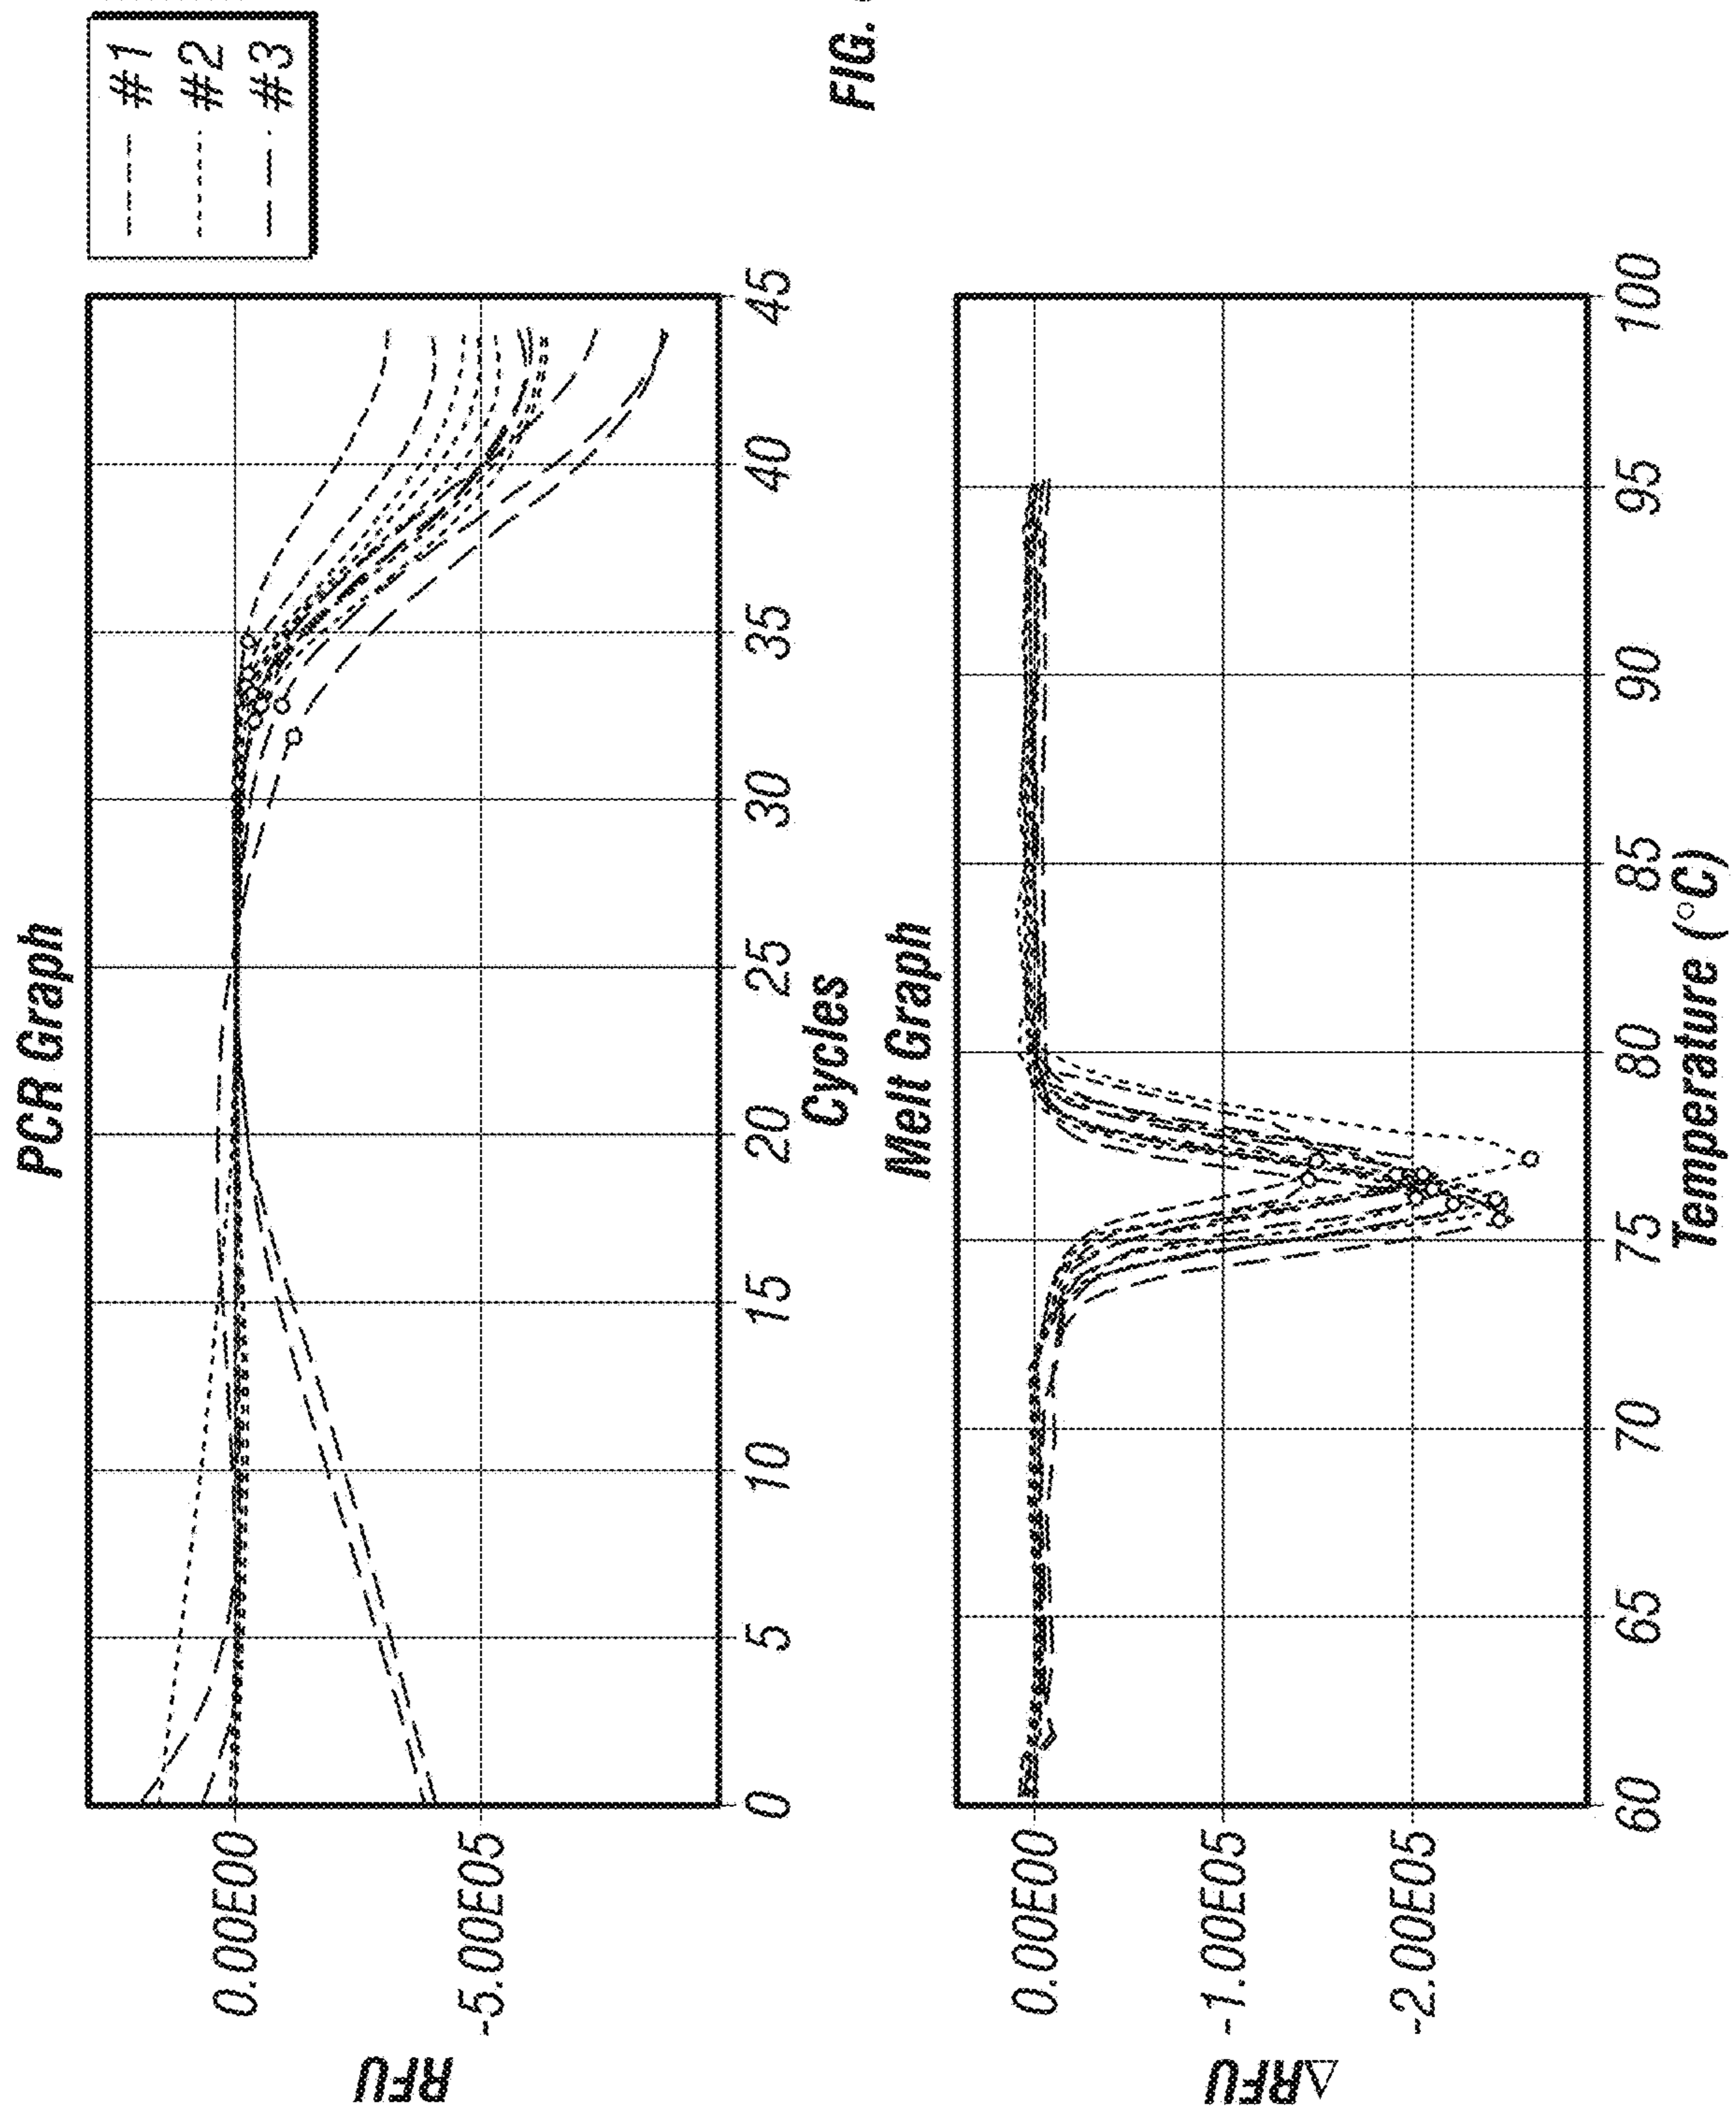 PCR Graph
#1
#2
#3
0.00E00
-5.00E05
RFU
0 5 10 15 20 25 30 35 40 45
Cycles
FIG.
Melt Graph
0.00E00
-1.00E05
-2.00E05
ΔRFU
60 65 70 75 80 85 90 95 100
Temperature (°C)